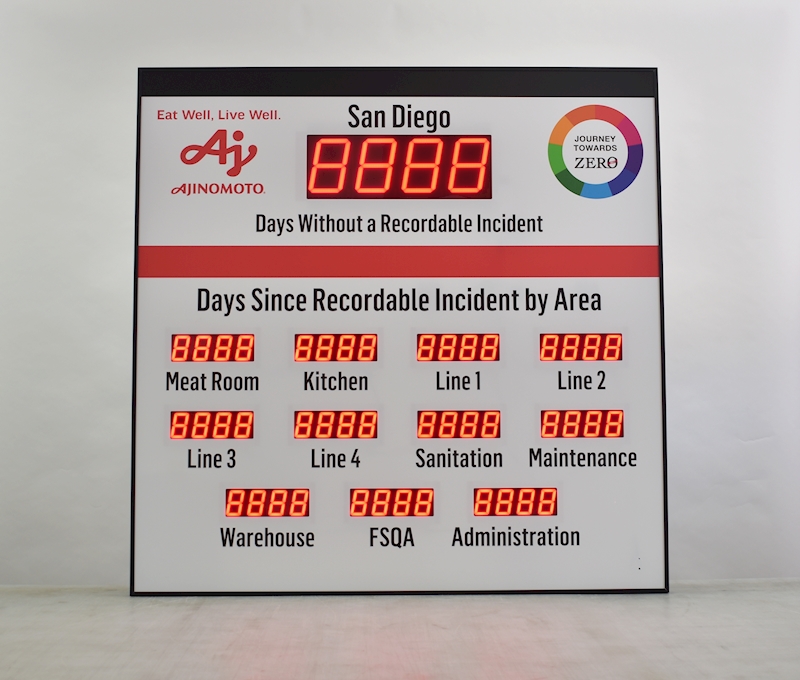 Eat Well, Live Well.
Aj
AJINOMOTO.
San Diego
8888
Days Without a Recordable Incident
JOURNEY
TOWARDS
ZERO
Days Since Recordable Incident by Area
8888 8888 8888 8888
Meat Room Kitchen Line 1 Line 2
8888 8888 8888 8888
Line 3 Line 4 Sanitation Maintenance
8888 8888 8888
Warehouse FSQA Administration